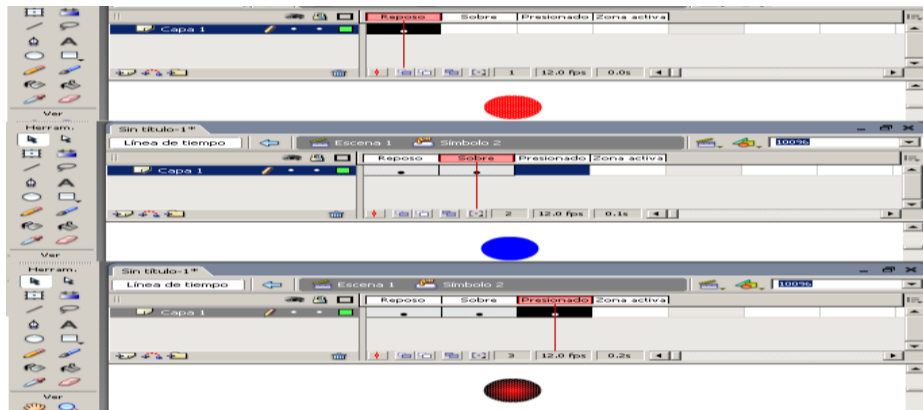 Reposo Sobre Presionado Zona activa
Capa 1
1 12.0 fps 0.0s
Ver
Herram. Sin título-1*
Línea de tiempo Escena 1 Símbolo 2 100%
Reposo Sobre Presionado Zona activa
Capa 1
2 12.0 fps 0.1s
Ver
Herram. Sin título-1*
Línea de tiempo Escena 1 Símbolo 2 100%
Reposo Sobre Presionado Zona activa
Capa 1
3 12.0 fps 0.2s
Ver